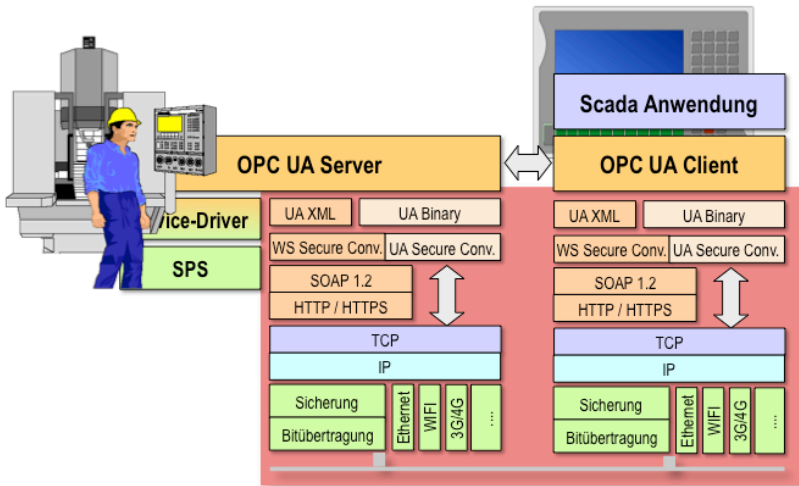 Scada Anwendung
OPC UA Server
OPC UA Client
vice-Driver
SPS
UA XML
UA Binary
WS Secure Conv.
UA Secure Conv.
SOAP 1.2
HTTP / HTTPS
TCP
IP
Sicherung
Bitübertragung
Ethernet
WIFI
3G/4G
....
UA XML
UA Binary
WS Secure Conv.
UA Secure Conv.
SOAP 1.2
HTTP / HTTPS
TCP
IP
Sicherung
Bitübertragung
Ethernet
WIFI
3G/4G
....